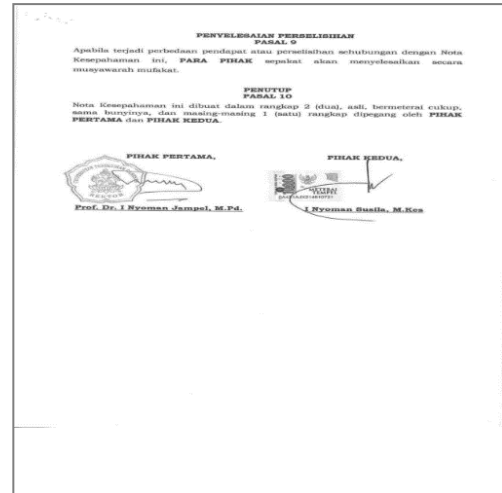 PENYELESAIAN PERSELISIHAN
PASAL 9
Apabila terjadi perbedaan pendapat atau perselisihan sehubungan dengan Nota
Kesepahaman ini, PARA PIHAK sepakat akan menyelesaikan secara
musyawarah mufakat.
PENUTUP
PASAL 10
Nota Kesepahaman ini dibuat dalam rangkap 2 (dua), asli, bermeterai cukup,
sama bunyinya, dan masing-masing 1 (satu) rangkap dipegang oleh PIHAK
PERTAMA dan PIHAK KEDUA.
PIHAK PERTAMA,
PIHAK KEDUA,
METERAI
TEMPEL
Prof. Dr. I Nyoman Jampel, M.Pd.
I Nyoman Susila, M.Kes